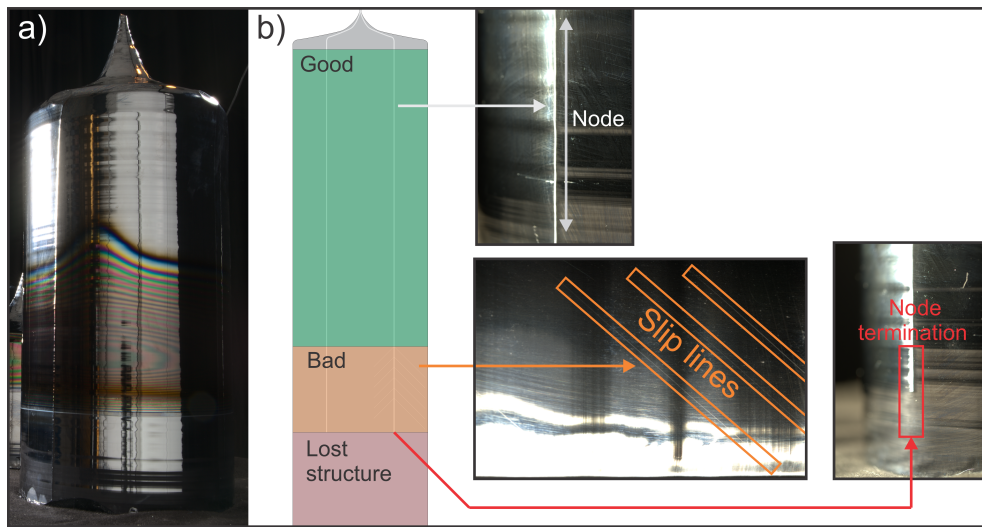 a)
b)
Good
Node
Bad
Slip lines
Node
termination
Lost
structure